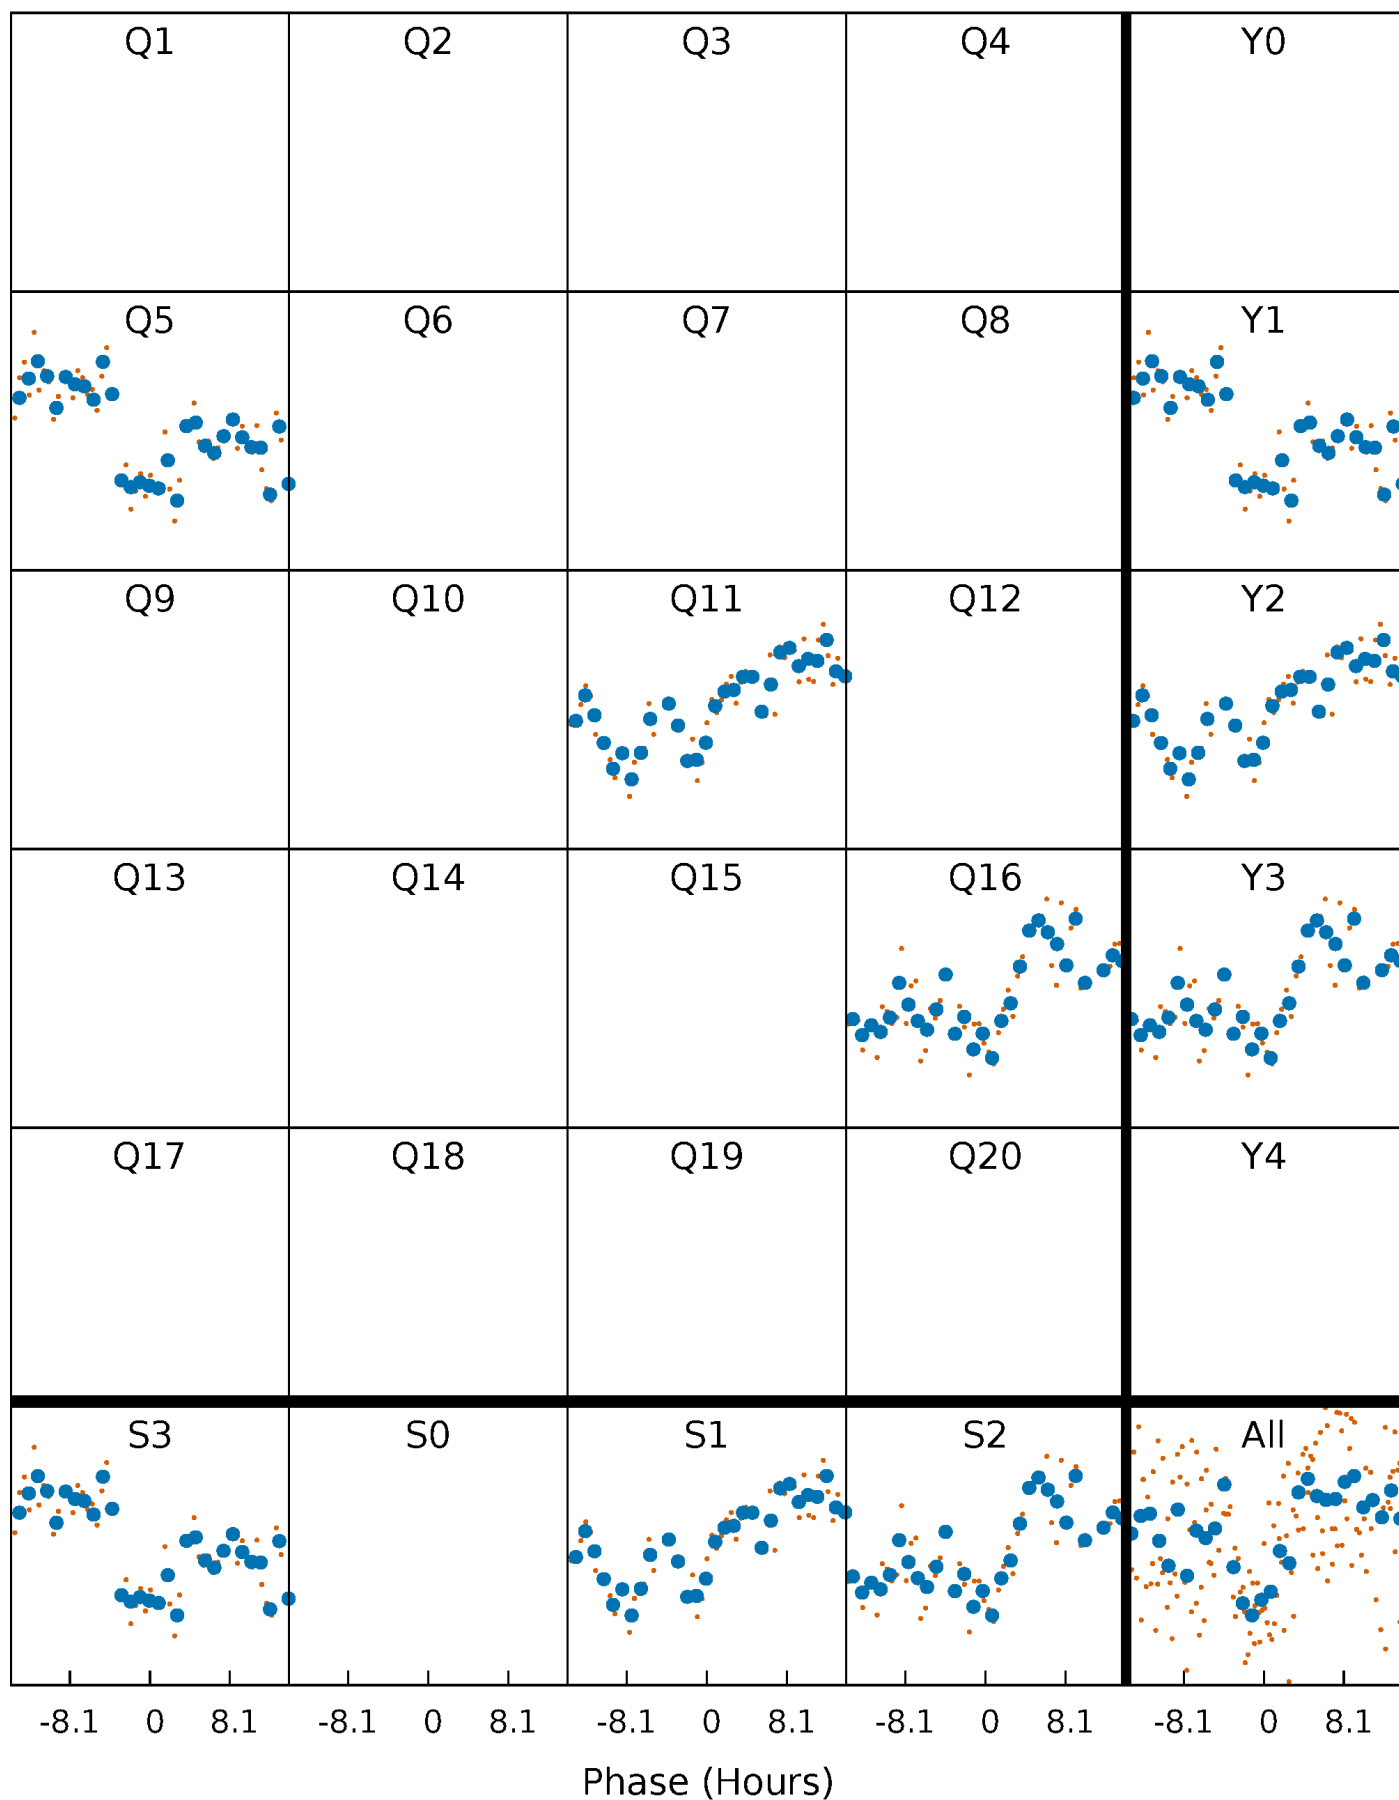 Q1 Q2 Q3 Q4 Y0
Q5 Q6 Q7 Q8 Y1
Q9 Q10 Q11 Q12 Y2
Q13 Q14 Q15 Q16 Y3
Q17 Q18 Q19 Q20 Y4
S3 S0 S1 S2 All
-8.1 0 8.1 -8.1 0 8.1 -8.1 0 8.1 -8.1 0 8.1 -8.1 0 8.1
Phase (Hours)